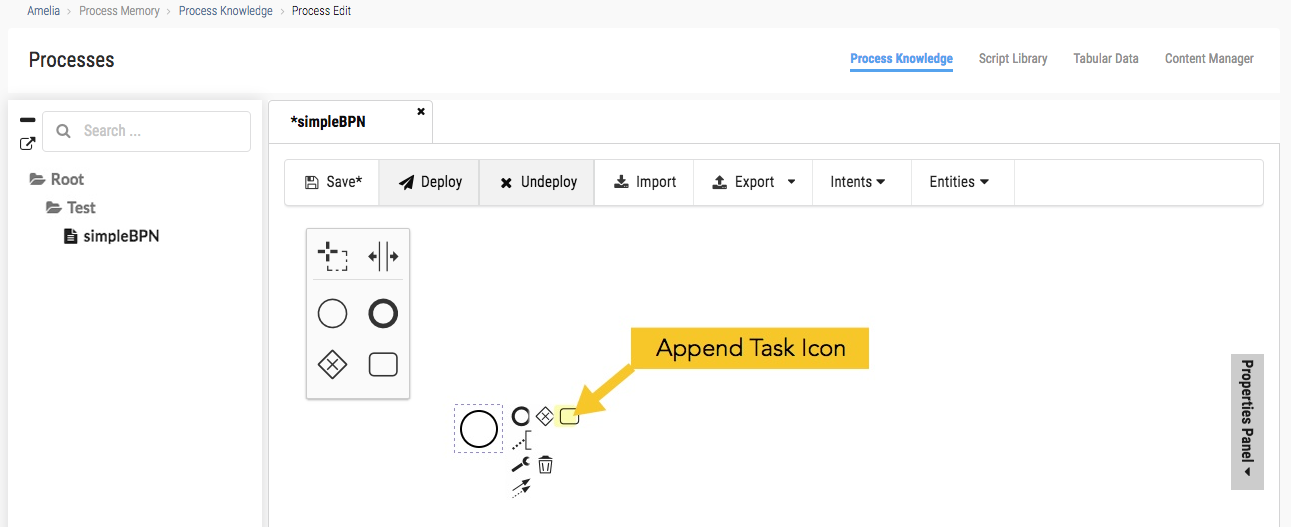 Amelia > Process Memory > Process Knowledge > Process Edit
Processes
Process Knowledge Script Library Tabular Data Content Manager
Search ...
*simpleBPN
Root
Test
simpleBPN
Save* Deploy Undeploy Import Export Intents Entities
Append Task Icon
Properties Panel